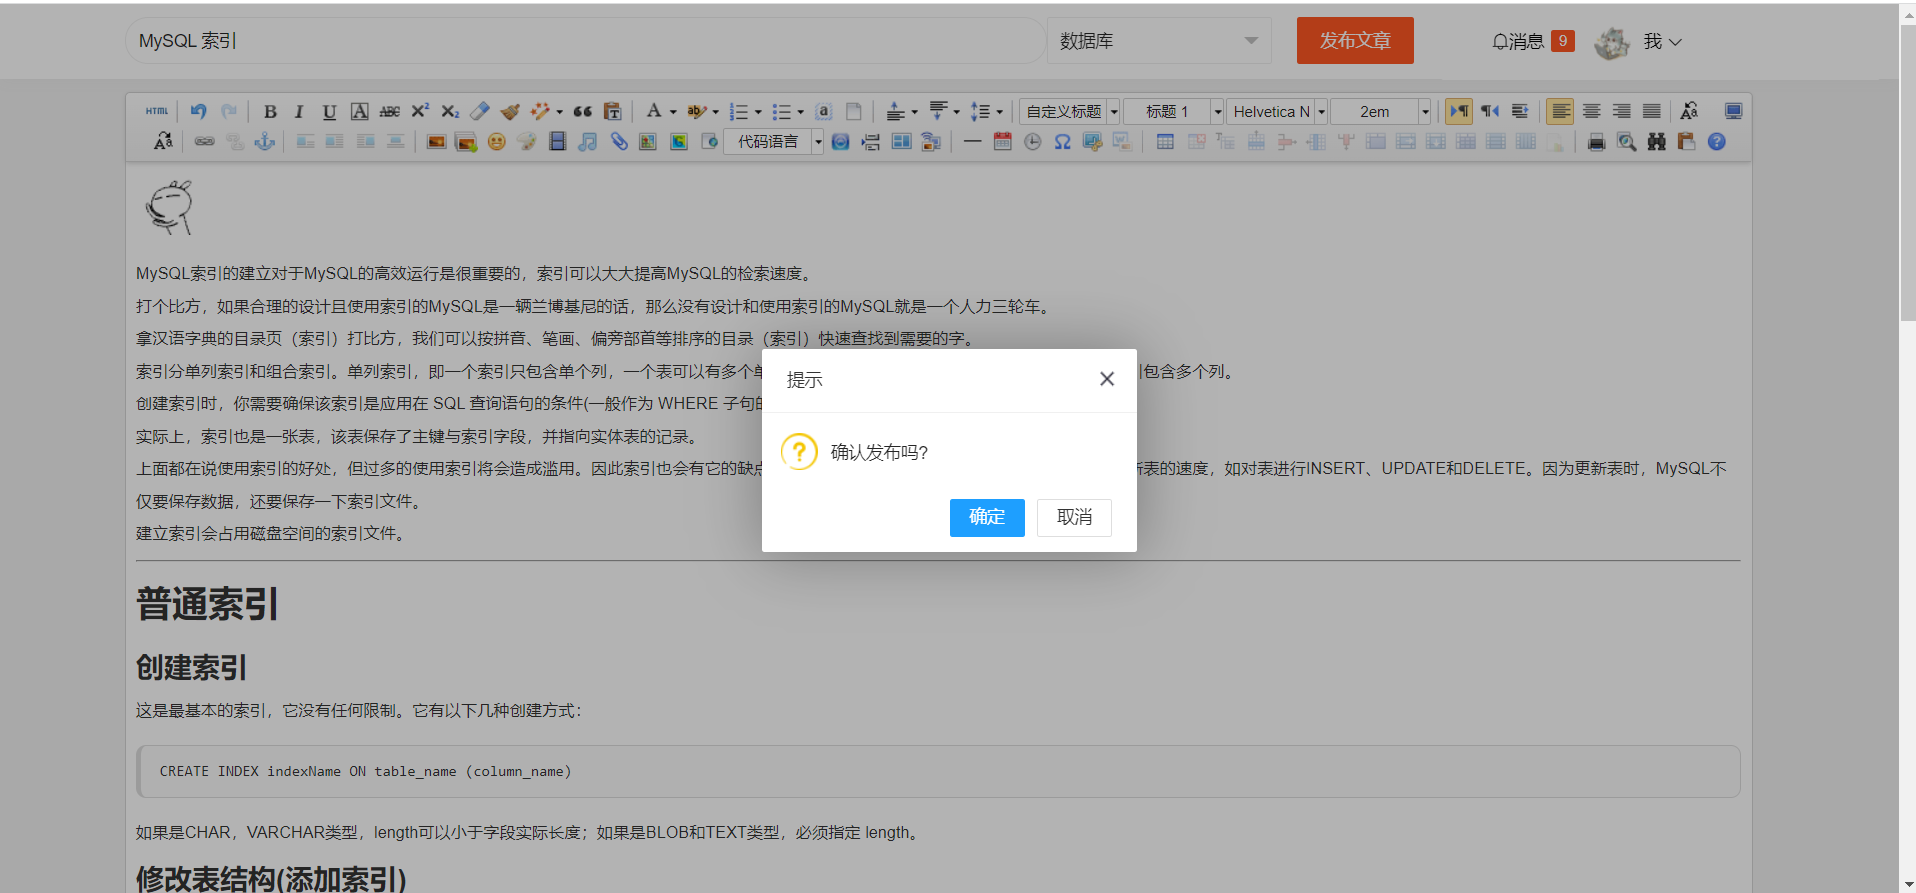 MySQL 索引
数据库
发布文章
消息 9
我
HTML
自定义标题
标题 1
Helvetica N
2em
代码语言
MySQL索引的建立对于MySQL的高效运行是很重要的，索引可以大大提高MySQL的检索速度。
打个比方，如果合理的设计且使用索引的MySQL是一辆兰博基尼的话，那么没有设计和使用索引的MySQL就是一个人力三轮车。
拿汉语字典的目录页（索引）打比方，我们可以按拼音、笔画、偏旁部首等排序的目录（索引）快速查找到需要的字。
索引分单列索引和组合索引。单列索引，即一个索引只包含单个列，一个表可以有多个单 包含多个列。
创建索引时，你需要确保该索引是应用在 SQL 查询语句的条件(一般作为 WHERE 子句的
实际上，索引也是一张表，该表保存了主键与索引字段，并指向实体表的记录。
上面都在说使用索引的好处，但过多的使用索引将会造成滥用。因此索引也会有它的缺点 表的速度，如对表进行INSERT、UPDATE和DELETE。因为更新表时，MySQL不
仅要保存数据，还要保存一下索引文件。
建立索引会占用磁盘空间的索引文件。
提示
确认发布吗?
确定
取消
普通索引
创建索引
这是最基本的索引，它没有任何限制。它有以下几种创建方式：
CREATE INDEX indexName ON table_name (column_name)
如果是CHAR，VARCHAR类型，length可以小于字段实际长度；如果是BLOB和TEXT类型，必须指定 length。
修改表结构(添加索引)